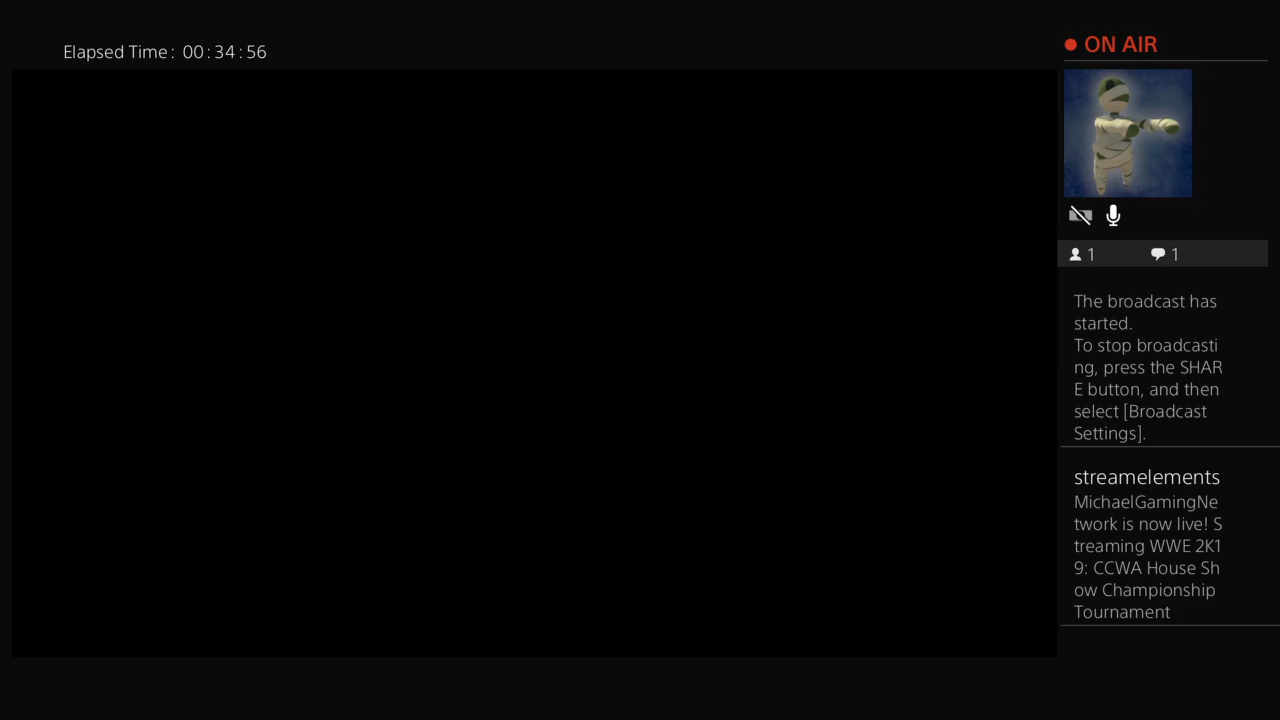 Elapsed Time: 00:34:56
ON AIR
1 1
The broadcast has
started.
To stop broadcasti
ng, press the SHAR
E button, and then
select [Broadcast
Settings].
streamelements
MichaelGamingNe
twork is now live! S
treaming WWE 2K1
9: CCWA House Sh
ow Championship
Tournament